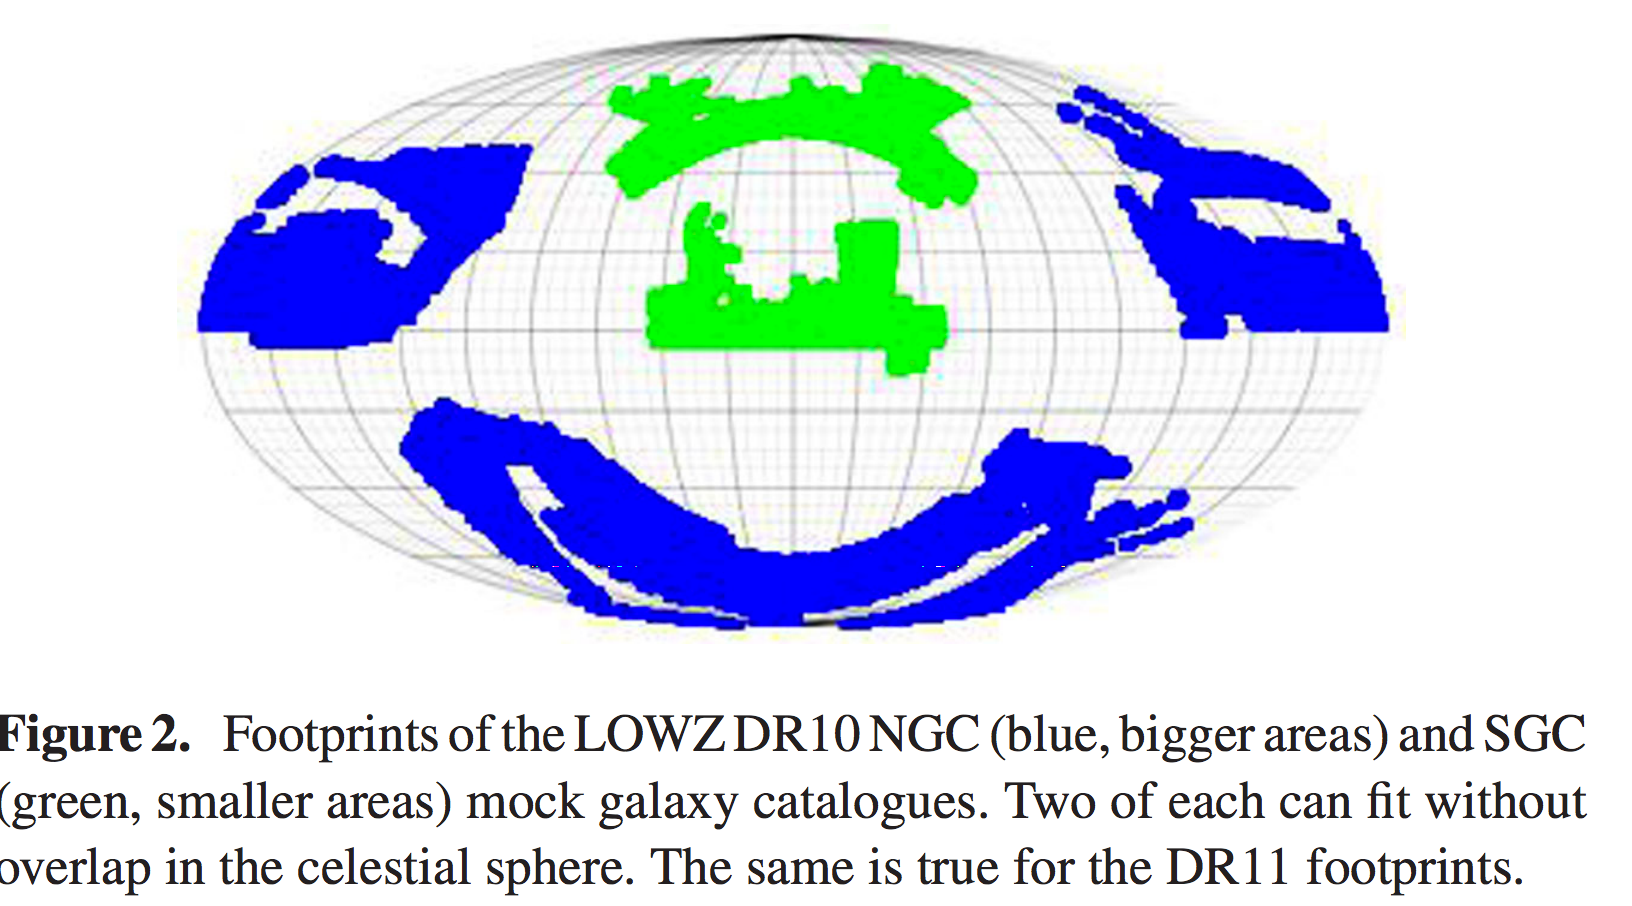 Figure 2. Footprints of the LOWZ DR10 NGC (blue, bigger areas) and SGC
(green, smaller areas) mock galaxy catalogues. Two of each can fit without
overlap in the celestial sphere. The same is true for the DR11 footprints.